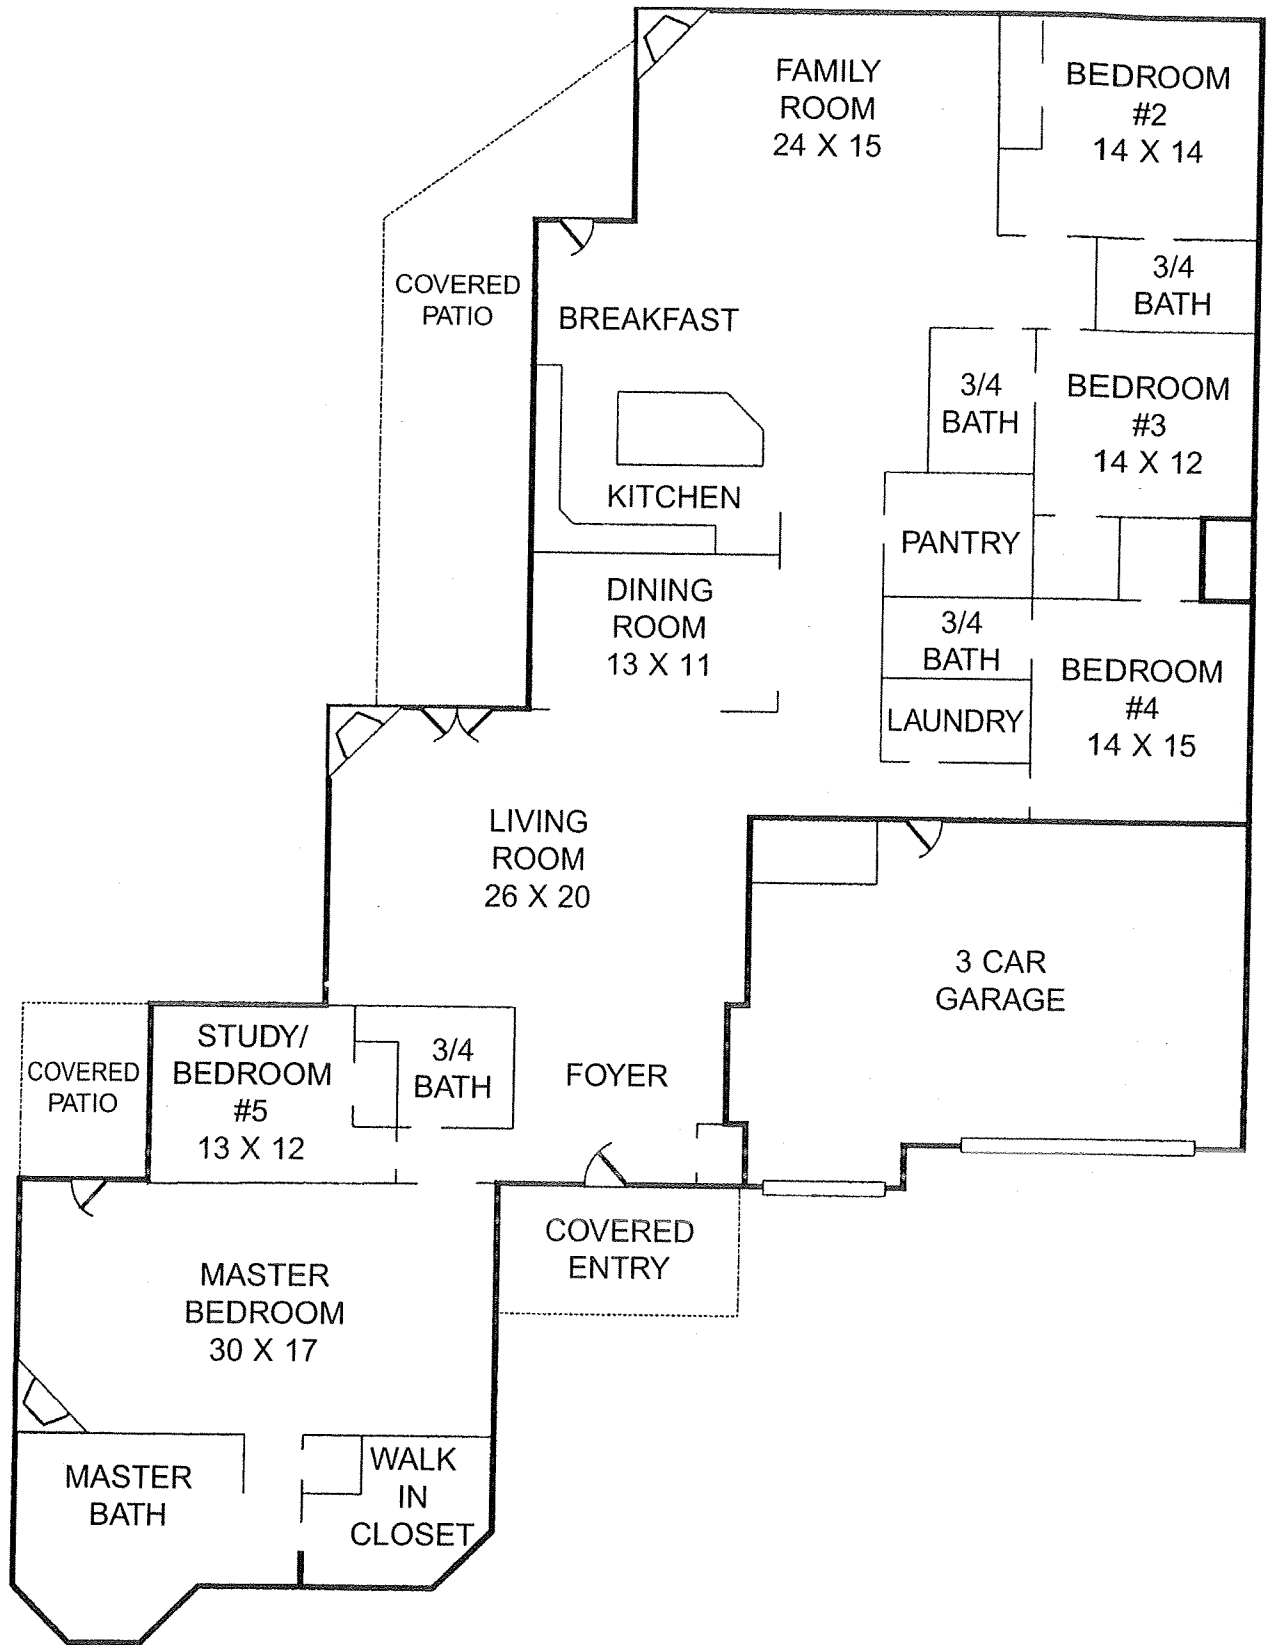 FAMILY
ROOM
24 X 15
BEDROOM
#2
14 X 14
3/4
BATH
COVERED
PATIO
BREAKFAST
3/4
BATH
BEDROOM
#3
14 X 12
KITCHEN
PANTRY
DINING
ROOM
13 X 11
3/4
BATH
BEDROOM
#4
14 X 15
LAUNDRY
LIVING
ROOM
26 X 20
3 CAR
GARAGE
STUDY/
BEDROOM
#5
13 X 12
3/4
BATH
FOYER
COVERED
PATIO
COVERED
ENTRY
MASTER
BEDROOM
30 X 17
MASTER
BATH
WALK
IN
CLOSET